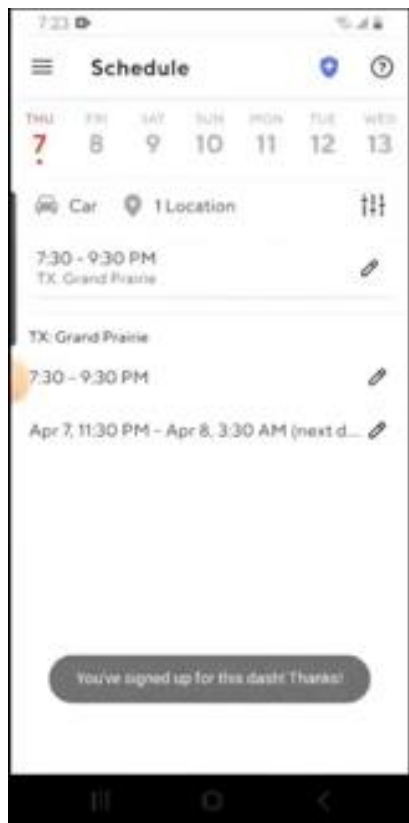 7:23
Schedule
THU FRI SAT SUN MON TUE WED
7 8 9 10 11 12 13
Car 1 Location
7:30 - 9:30 PM
TX: Grand Prairie
TX: Grand Prairie
7:30 - 9:30 PM
Apr 7, 11:30 PM - Apr 8, 3:30 AM (next d...
You've signed up for this dash! Thanks!